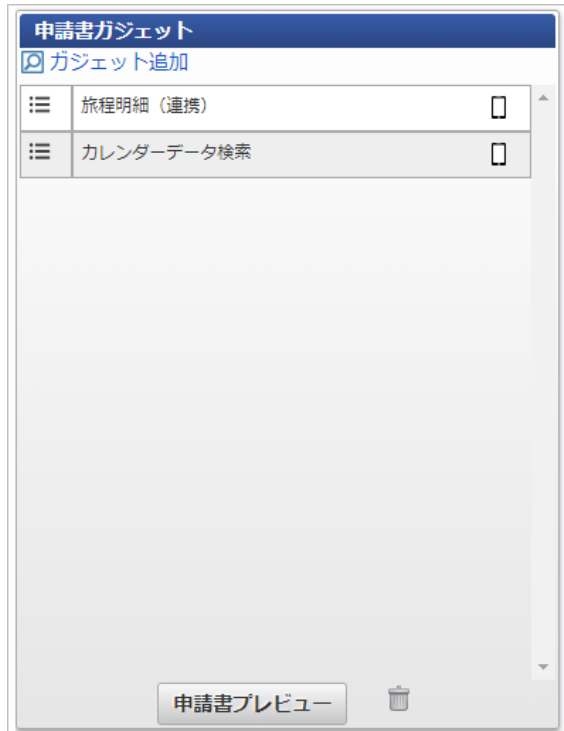 申請書ガジェット
ガジェット追加
旅程明細（連携）
カレンダーデータ検索
申請書プレビュー